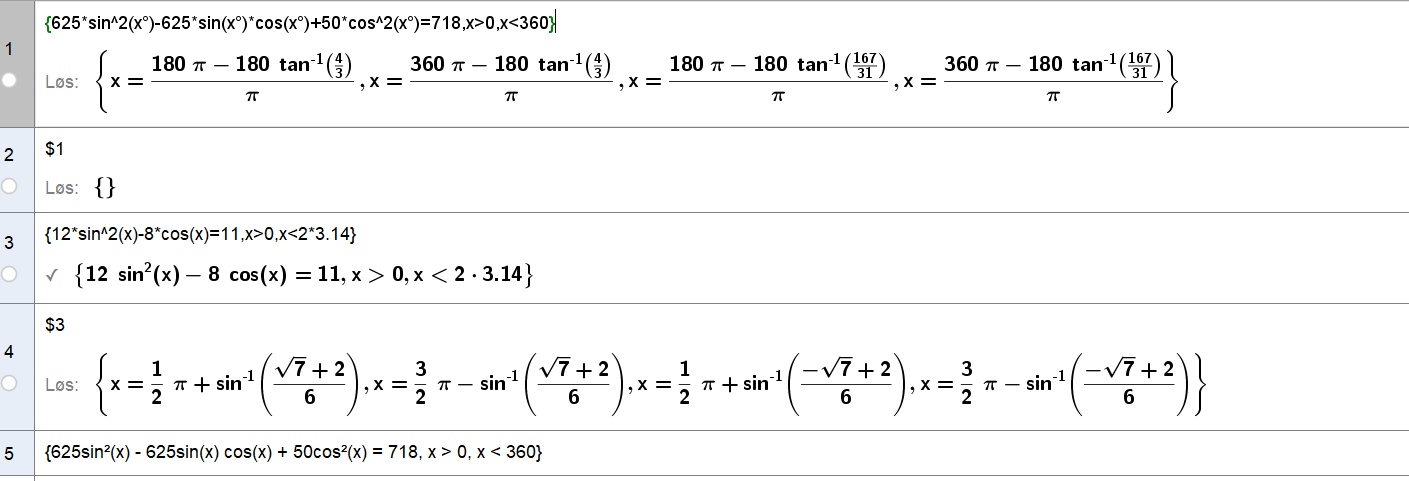 1
{625*sin^2(x°)-625*sin(x°)*cos(x°)+50*cos^2(x°)=718,x>0,x<360}
Løs: { x = (180 π − 180 tan⁻¹(4/3))/π , x = (360 π − 180 tan⁻¹(4/3))/π , x = (180 π − 180 tan⁻¹(167/31))/π , x = (360 π − 180 tan⁻¹(167/31))/π }
2
$1
Løs: {}
3
{12*sin^2(x)-8*cos(x)=11,x>0,x<2*3.14}
✓ {12 sin²(x) − 8 cos(x) = 11, x > 0, x < 2 · 3.14}
4
$3
Løs: { x = 1/2 π + sin⁻¹((√7 + 2)/6), x = 3/2 π − sin⁻¹((√7 + 2)/6), x = 1/2 π + sin⁻¹((−√7 + 2)/6), x = 3/2 π − sin⁻¹((−√7 + 2)/6) }
5
{625sin²(x) - 625sin(x) cos(x) + 50cos²(x) = 718, x > 0, x < 360}